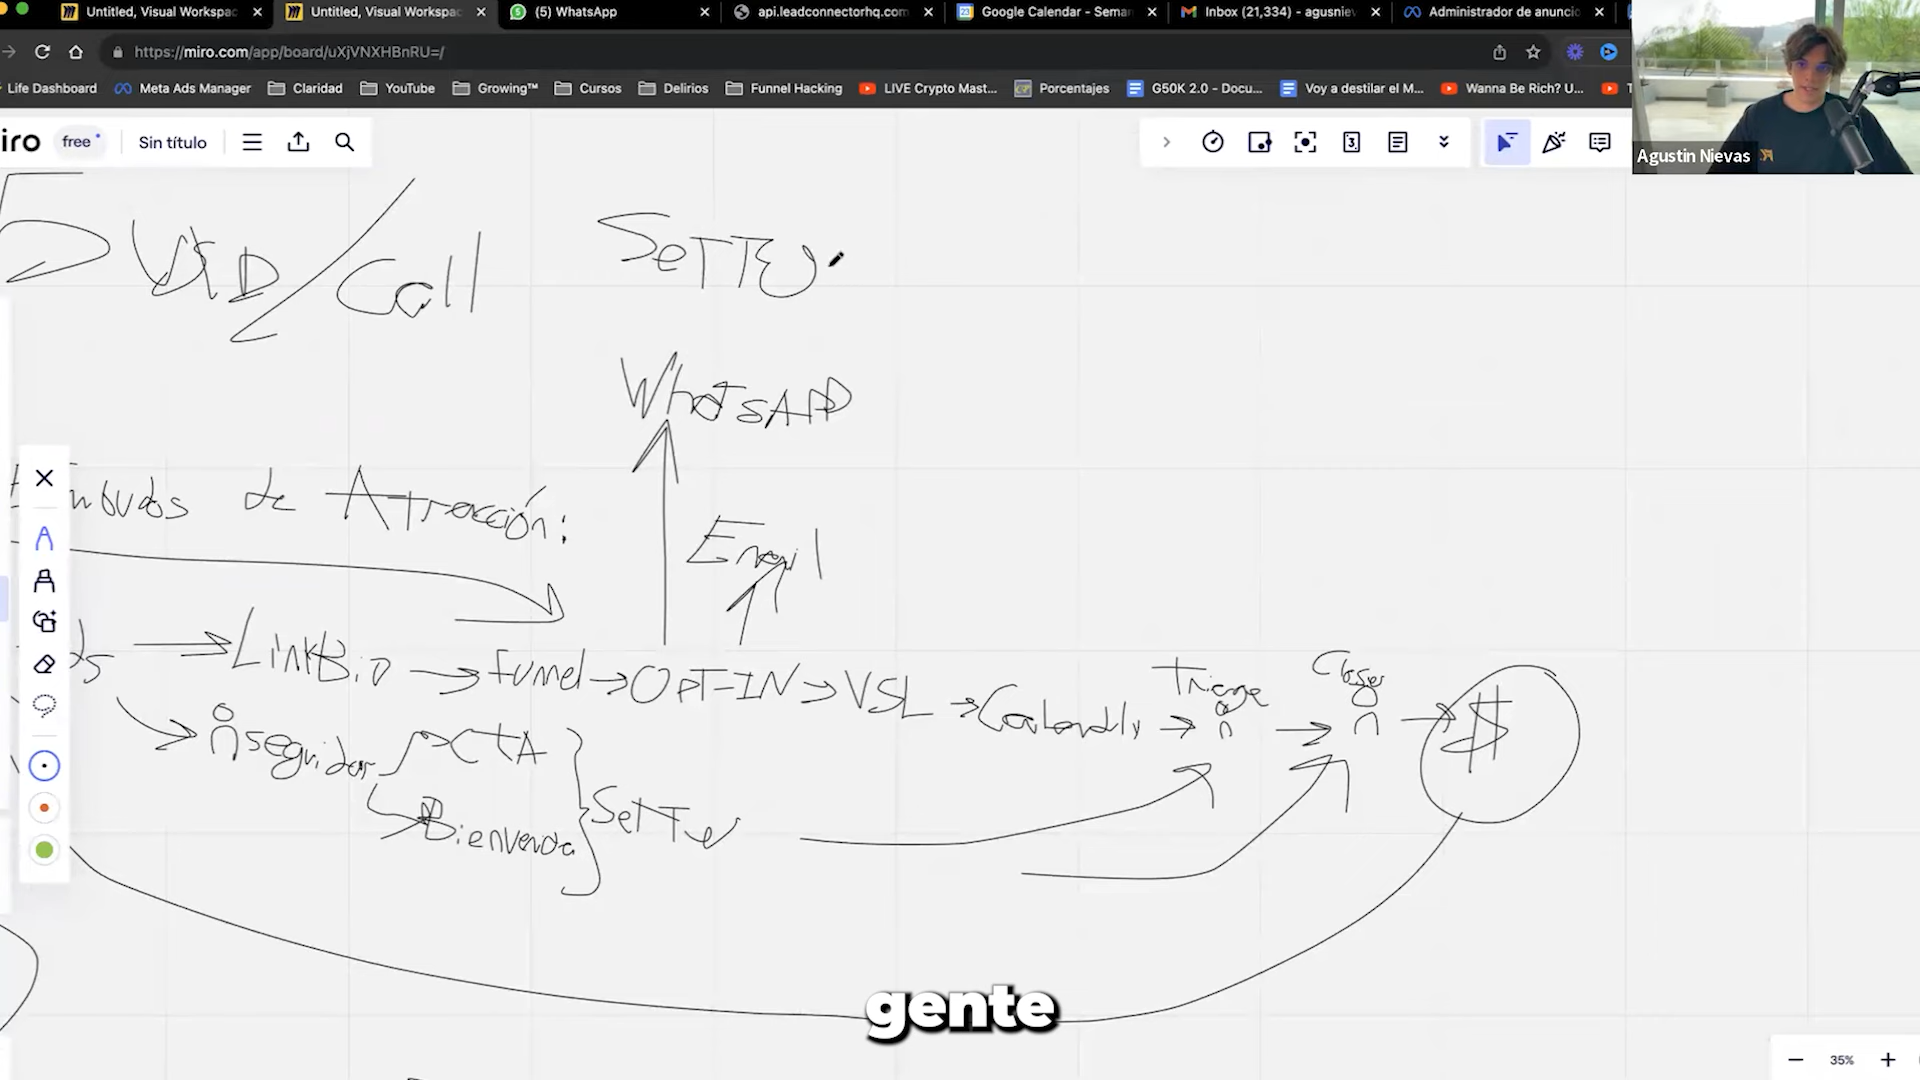 Untitled, Visual Workspac
Untitled, Visual Workspac
(5) WhatsApp
api.leadconnectorhq.com
Google Calendar - Seman
Inbox (21,334) - agusniev
Administrador de anuncio
https://miro.com/app/board/uXjVNXHBnRU=/
Life Dashboard
Meta Ads Manager
Claridad
YouTube
Growing™
Cursos
Delirios
Funnel Hacking
LIVE Crypto Mast...
Porcentajes
G50K 2.0 - Docu...
Voy a destilar el M...
Wanna Be Rich? U...
iro
free
Sin título
3
Agustin Nievas
/Call
SeTTe
WhatsAPP
de ATracción:
Email
LinkBio
Funnel
OPT-IN
VSL
Calendly
Triage
Closer
$
seguidor
CTA
Bienvenida
SeTTer
gente
35%